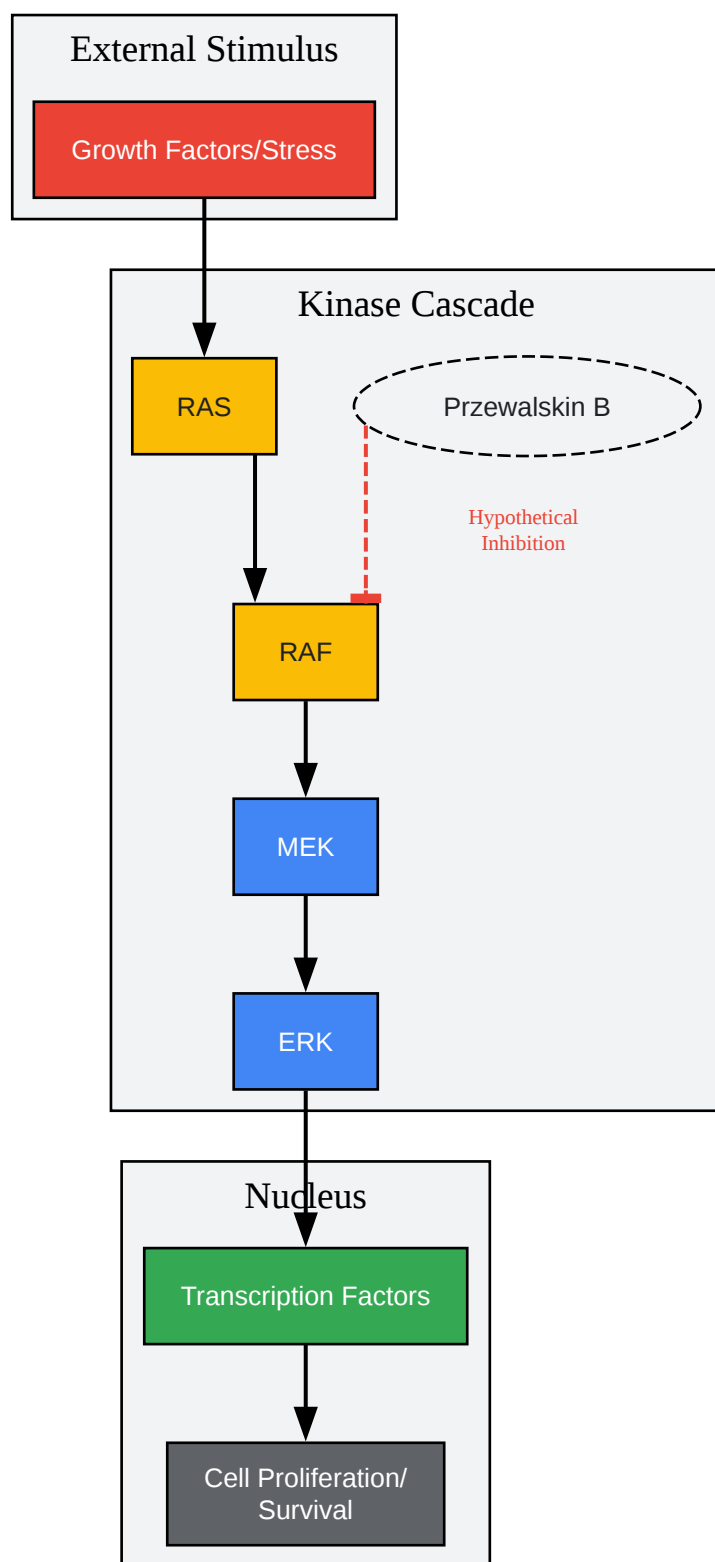 External Stimulus
Growth Factors/Stress
Kinase Cascade
RAS
Przewalskin B
Hypothetical
Inhibition
RAF
MEK
ERK
Nucleus
Transcription Factors
Cell Proliferation/
Survival